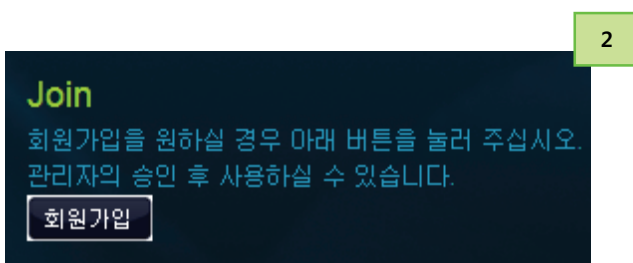 2
Join
회원가입을 원하실 경우 아래 버튼을 눌러 주십시오.
관리자의 승인 후 사용하실 수 있습니다.
회원가입